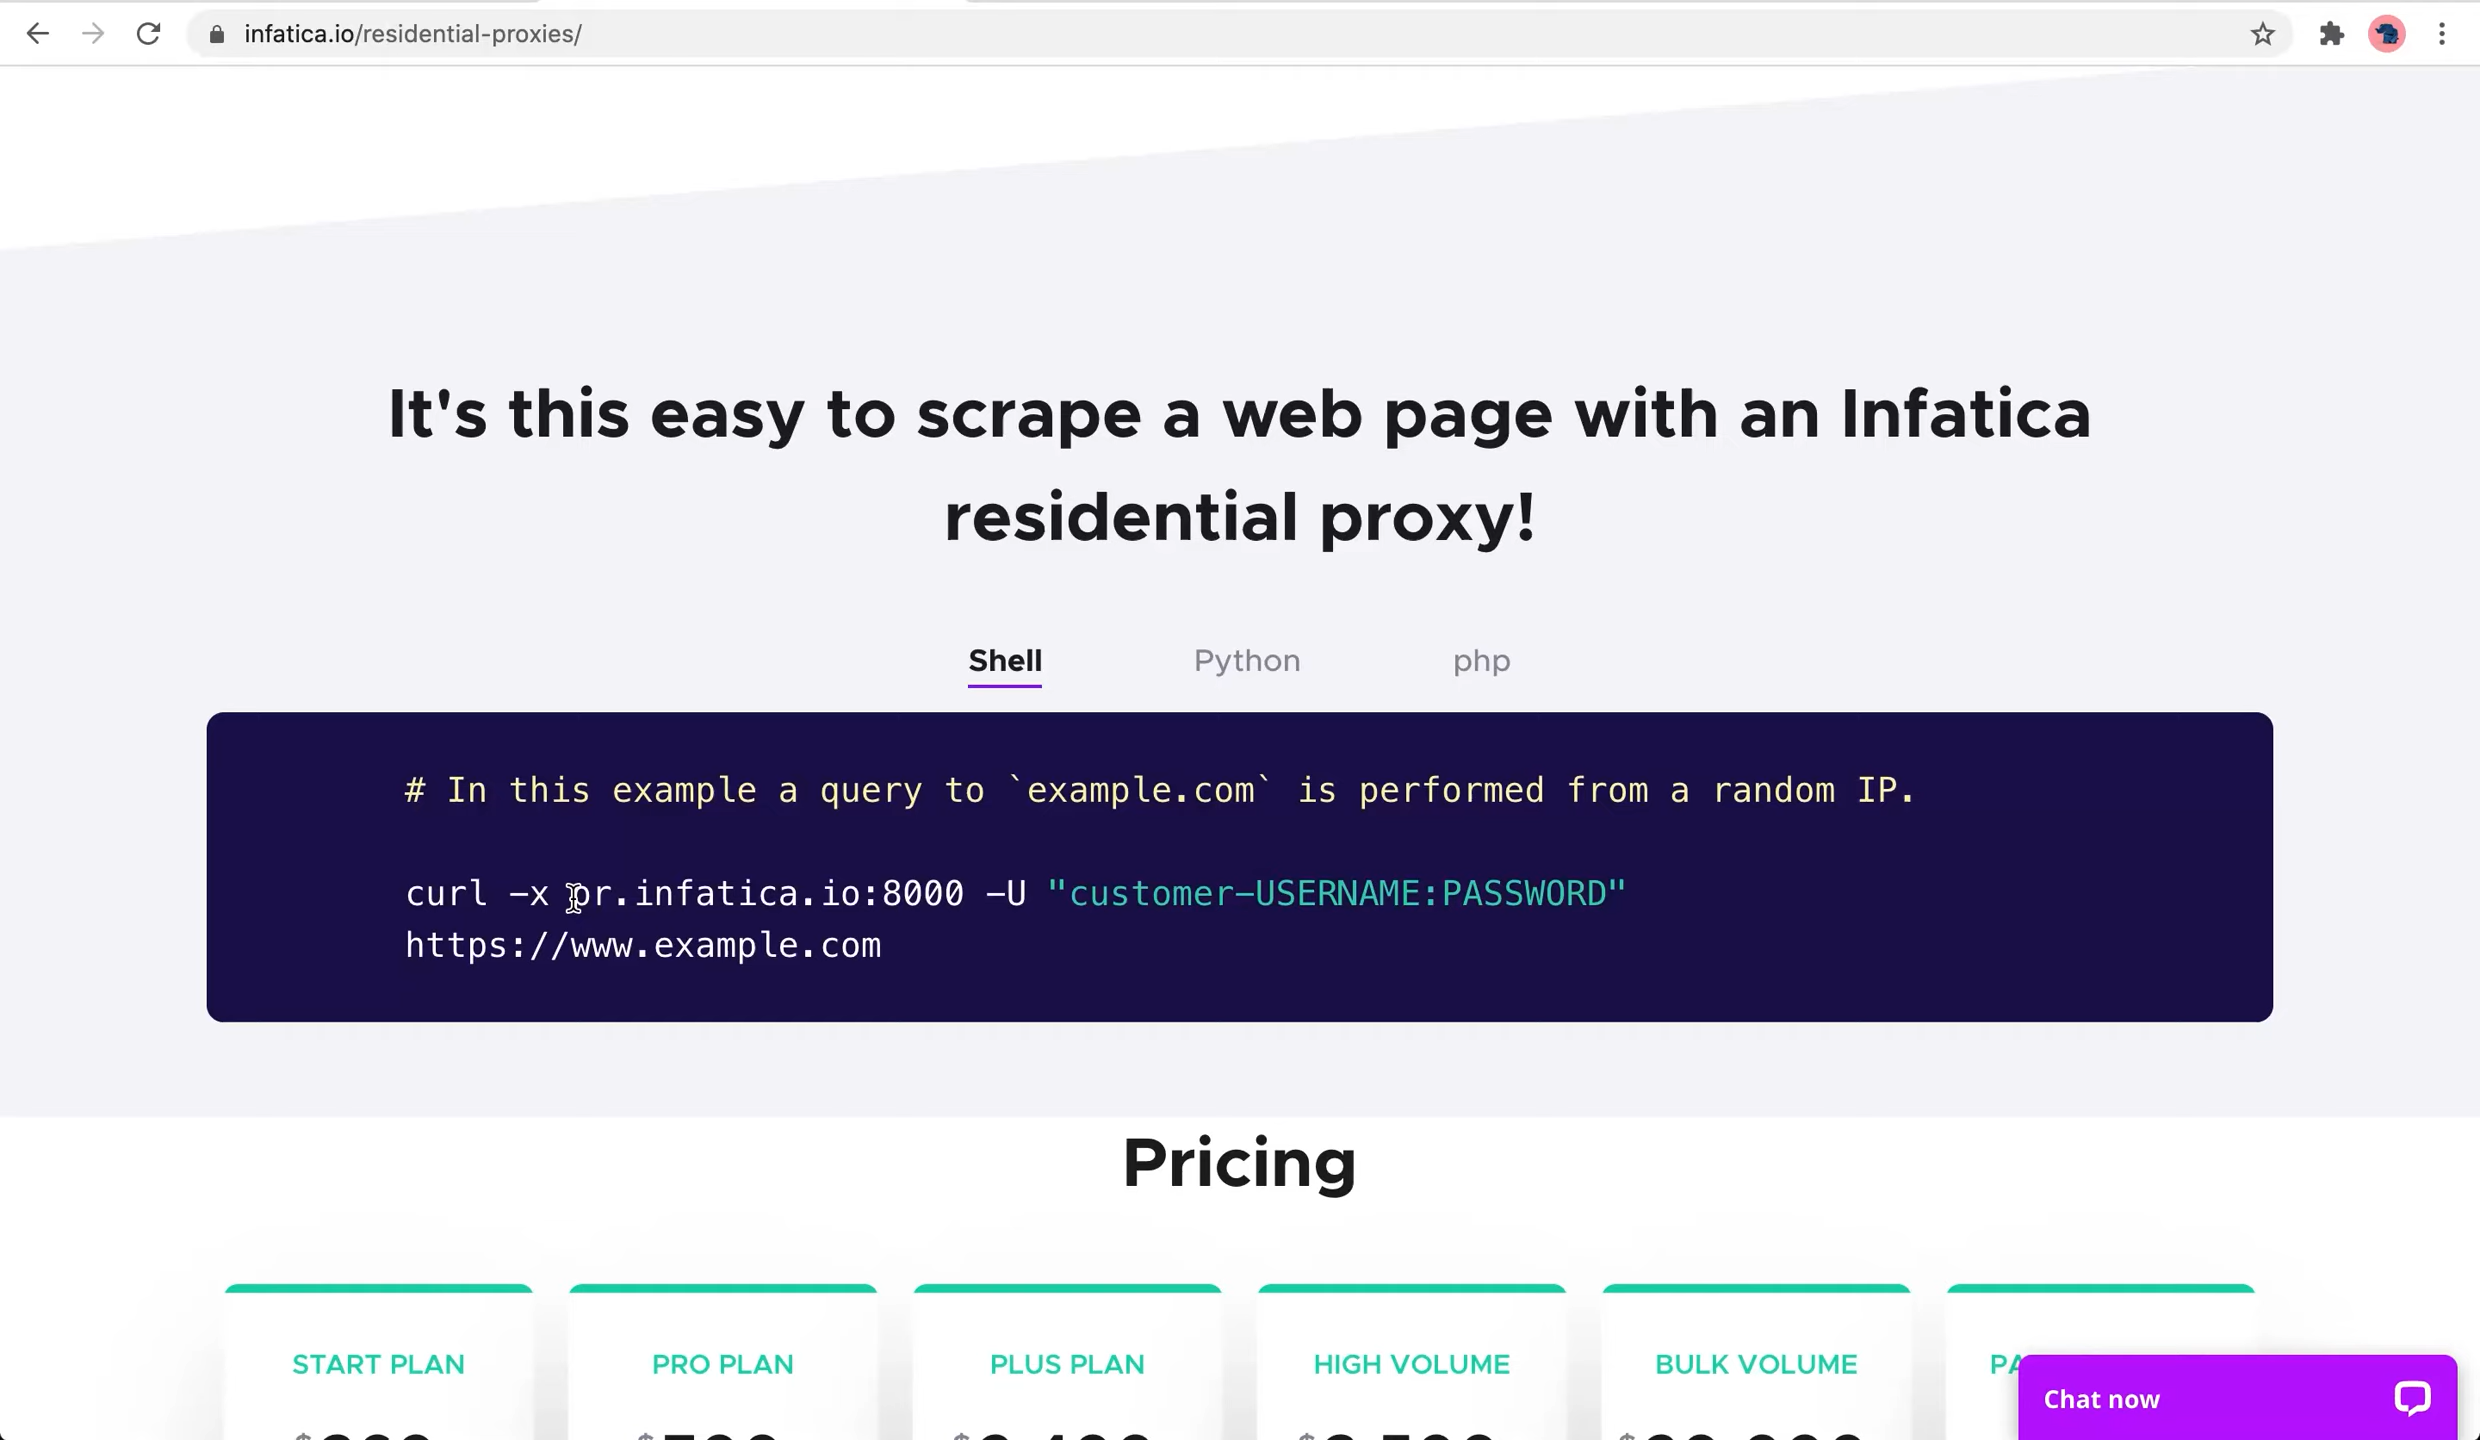 infatica.io/residential-proxies/
It's this easy to scrape a web page with an Infatica
residential proxy!
Shell
Python
php
# In this example a query to `example.com` is performed from a random IP.
curl -x pr.infatica.io:8000 -U "customer-USERNAME:PASSWORD"
https://www.example.com
Pricing
START PLAN
PRO PLAN
PLUS PLAN
HIGH VOLUME
BULK VOLUME
Chat now